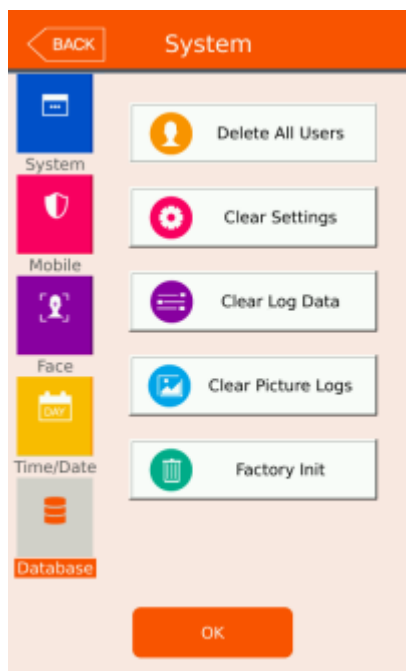 BACK
System
System
Mobile
Face
DAY
Time/Date
Database
Delete All Users
Clear Settings
Clear Log Data
Clear Picture Logs
Factory Init
OK